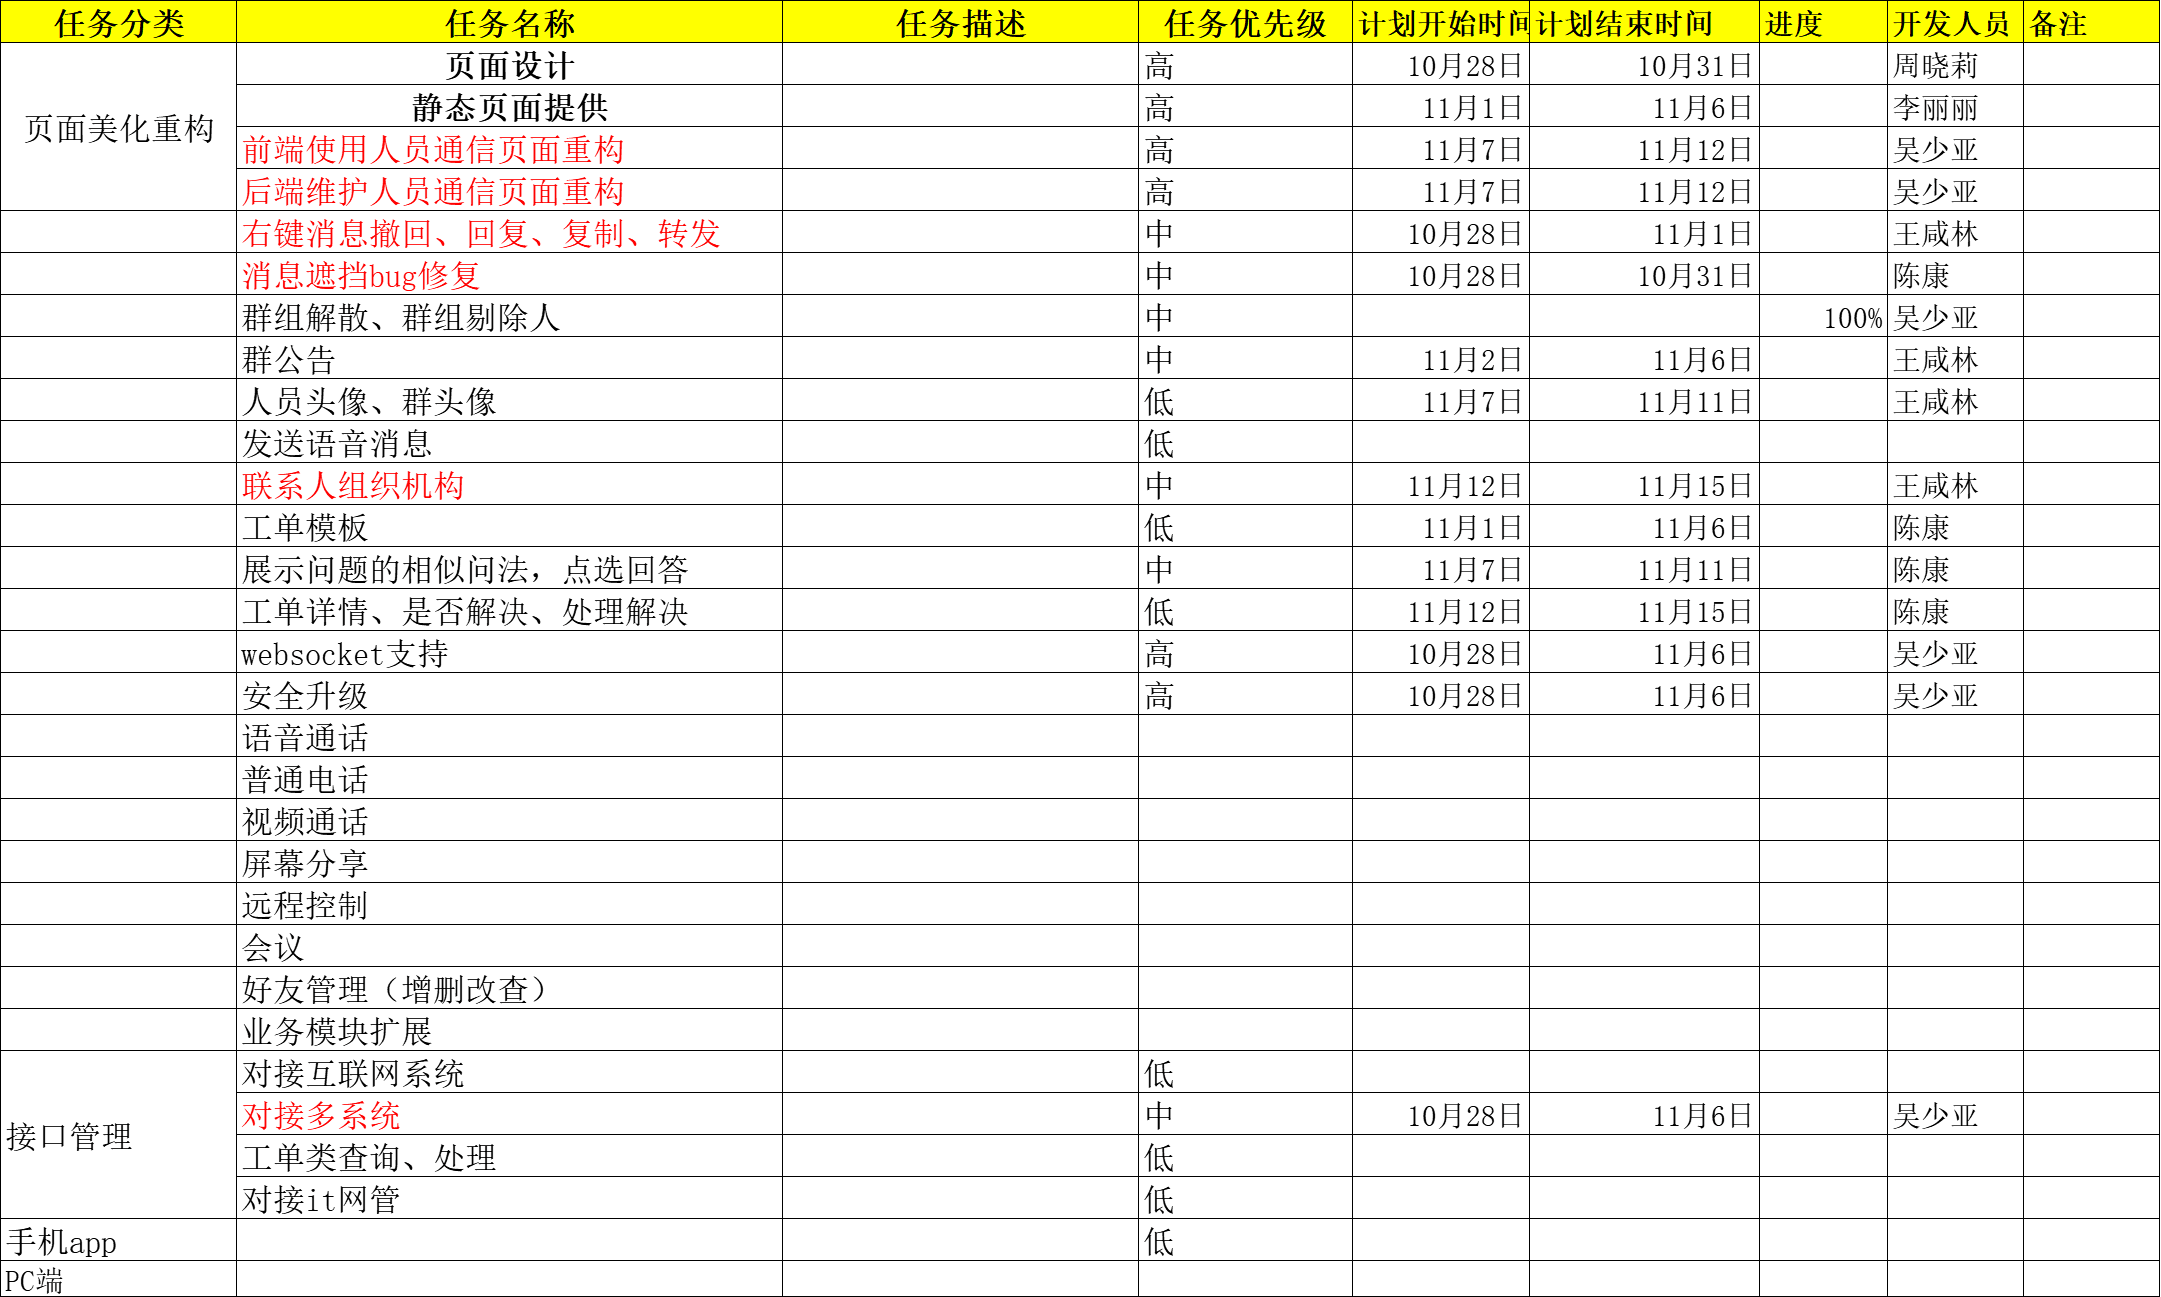 任务分类 任务名称 任务描述 任务优先级 计划开始时间 计划结束时间 进度 开发人员 备注
页面美化重构
页面设计 高 10月28日 10月31日 周晓莉
静态页面提供 高 11月1日 11月6日 李丽丽
前端使用人员通信页面重构 高 11月7日 11月12日 吴少亚
后端维护人员通信页面重构 高 11月7日 11月12日 吴少亚
右键消息撤回、回复、复制、转发 中 10月28日 11月1日 王咸林
消息遮挡bug修复 中 10月28日 10月31日 陈康
群组解散、群组剔除人 中 100% 吴少亚
群公告 中 11月2日 11月6日 王咸林
人员头像、群头像 低 11月7日 11月11日 王咸林
发送语音消息 低
联系人组织机构 中 11月12日 11月15日 王咸林
工单模板 低 11月1日 11月6日 陈康
展示问题的相似问法，点选回答 中 11月7日 11月11日 陈康
工单详情、是否解决、处理解决 低 11月12日 11月15日 陈康
websocket支持 高 10月28日 11月6日 吴少亚
安全升级 高 10月28日 11月6日 吴少亚
语音通话
普通电话
视频通话
屏幕分享
远程控制
会议
好友管理（增删改查）
业务模块扩展
接口管理
对接互联网系统 低
对接多系统 中 10月28日 11月6日 吴少亚
工单类查询、处理 低
对接it网管 低
手机app 低
PC端